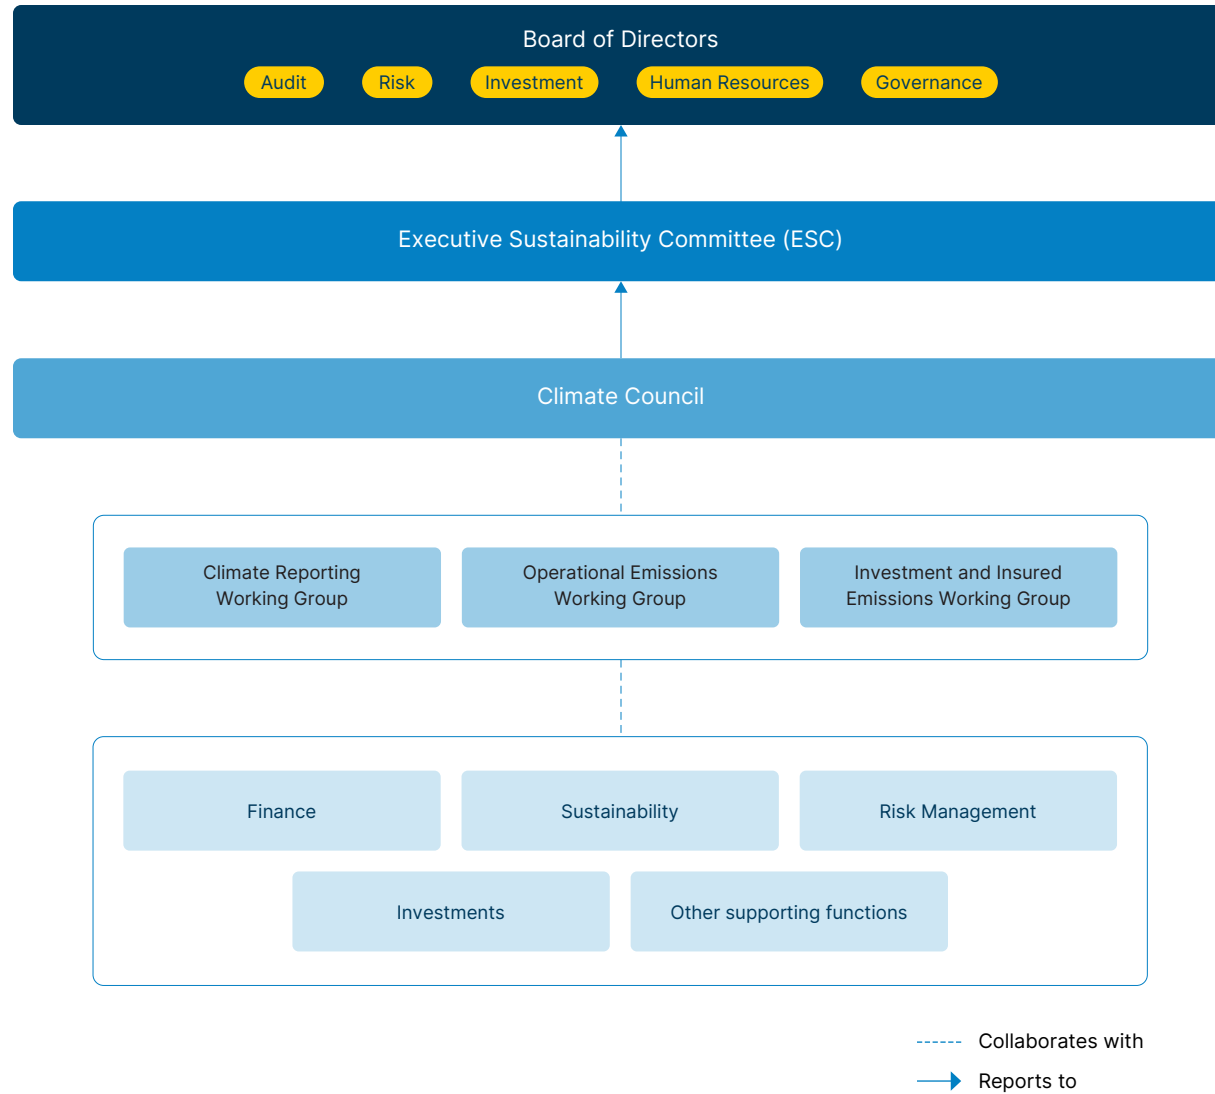 Board of Directors
Audit Risk Investment Human Resources Governance
Executive Sustainability Committee (ESC)
Climate Council
Climate Reporting
Working Group
Operational Emissions
Working Group
Investment and Insured
Emissions Working Group
Finance
Sustainability
Risk Management
Investments
Other supporting functions
Collaborates with
Reports to